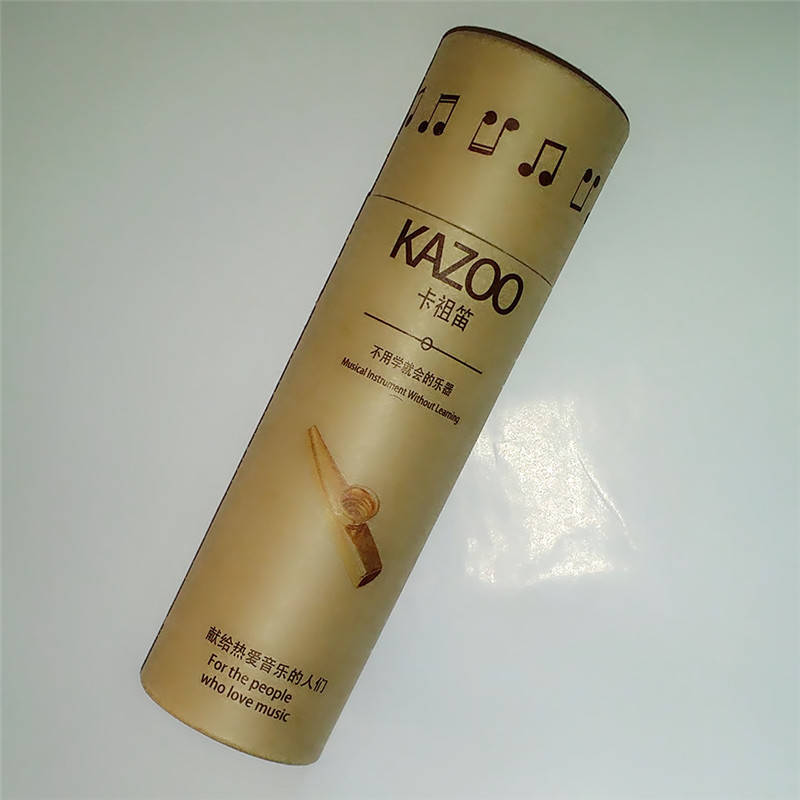 KAZOO
卡祖笛
不用学就会的乐器
Musical Instrument Without Learning
献给热爱音乐的人们
For the people
who love music